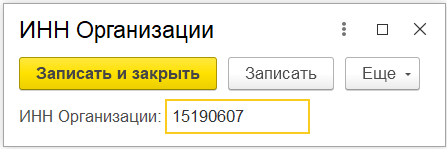 ИНН Организации
Записать и закрыть Записать Еще
ИНН Организации: 15190607